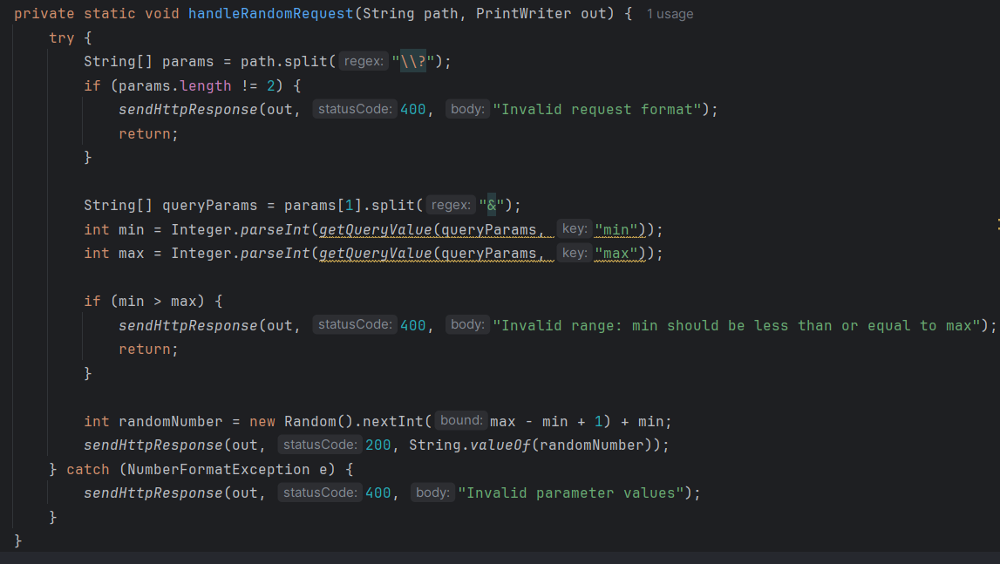 private static void handleRandomRequest(String path, PrintWriter out) { 1 usage
    try {
        String[] params = path.split( regex: "\\?");
        if (params.length != 2) {
            sendHttpResponse(out, statusCode: 400, body: "Invalid request format");
            return;
        }

        String[] queryParams = params[1].split( regex: "&");
        int min = Integer.parseInt(getQueryValue(queryParams, key: "min"));
        int max = Integer.parseInt(getQueryValue(queryParams, key: "max"));

        if (min > max) {
            sendHttpResponse(out, statusCode: 400, body: "Invalid range: min should be less than or equal to max");
            return;
        }

        int randomNumber = new Random().nextInt( bound: max - min + 1) + min;
        sendHttpResponse(out, statusCode: 200, String.valueOf(randomNumber));
    } catch (NumberFormatException e) {
        sendHttpResponse(out, statusCode: 400, body: "Invalid parameter values");
    }
}